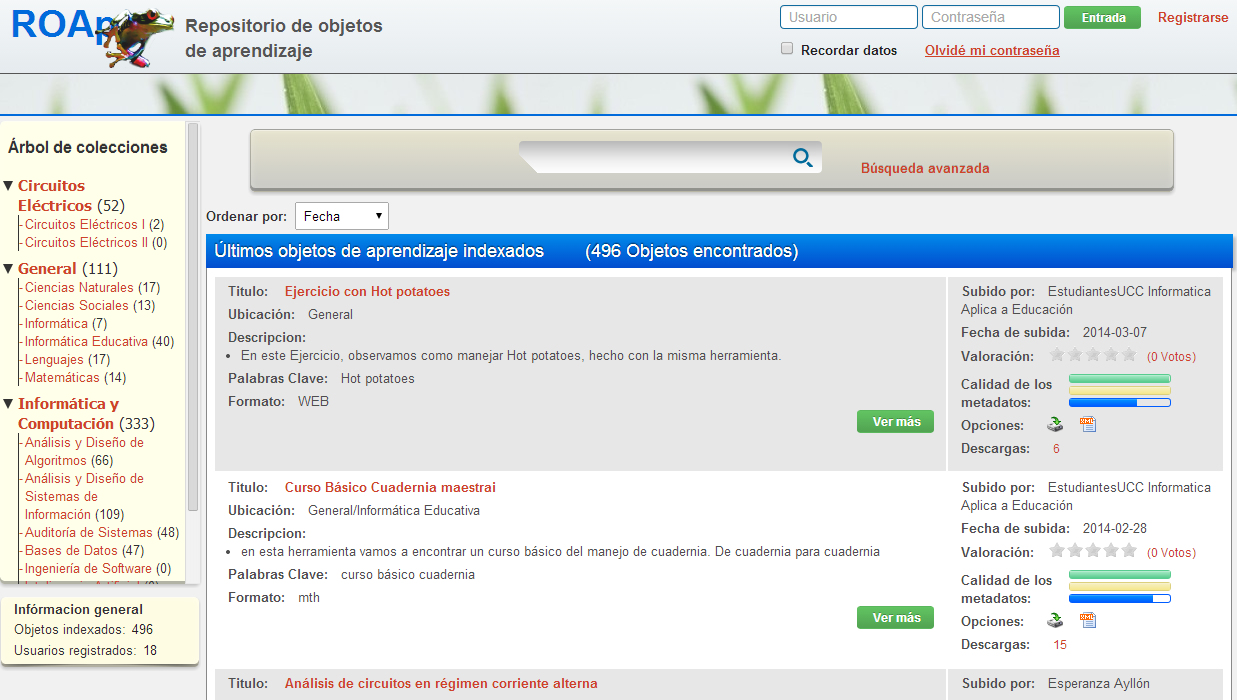 ROAp
Repositorio de objetos
de aprendizaje
Usuario
Contraseña
Entrada
Registrarse
Recordar datos
Olvidé mi contraseña
Árbol de colecciones
Circuitos
Eléctricos (52)
Circuitos Eléctricos I (2)
Circuitos Eléctricos II (0)
General (111)
Ciencias Naturales (17)
Ciencias Sociales (13)
Informática (7)
Informática Educativa (40)
Lenguajes (17)
Matemáticas (14)
Informática y
Computación (333)
Análisis y Diseño de
Algoritmos (66)
Análisis y Diseño de
Sistemas de
Información (109)
Auditoría de Sistemas (48)
Bases de Datos (47)
Ingeniería de Software (0)
Infórmacion general
Objetos indexados: 496
Usuarios registrados: 18
Búsqueda avanzada
Ordenar por: Fecha
Últimos objetos de aprendizaje indexados (496 Objetos encontrados)
Titulo: Ejercicio con Hot potatoes
Ubicación: General
Descripcion:
• En este Ejercicio, observamos como manejar Hot potatoes, hecho con la misma herramienta.
Palabras Clave: Hot potatoes
Formato: WEB
Ver más
Subido por: EstudiantesUCC Informatica
Aplica a Educación
Fecha de subida: 2014-03-07
Valoración: (0 Votos)
Calidad de los
metadatos:
Opciones: XML
Descargas: 6
Titulo: Curso Básico Cuadernia maestrai
Ubicación: General/Informática Educativa
Descripcion:
• en esta herramienta vamos a encontrar un curso básico del manejo de cuadernia. De cuadernia para cuadernia
Palabras Clave: curso básico cuadernia
Formato: mth
Ver más
Subido por: EstudiantesUCC Informatica
Aplica a Educación
Fecha de subida: 2014-02-28
Valoración: (0 Votos)
Calidad de los
metadatos:
Opciones: XML
Descargas: 15
Titulo: Análisis de circuitos en régimen corriente alterna
Subido por: Esperanza Ayllón